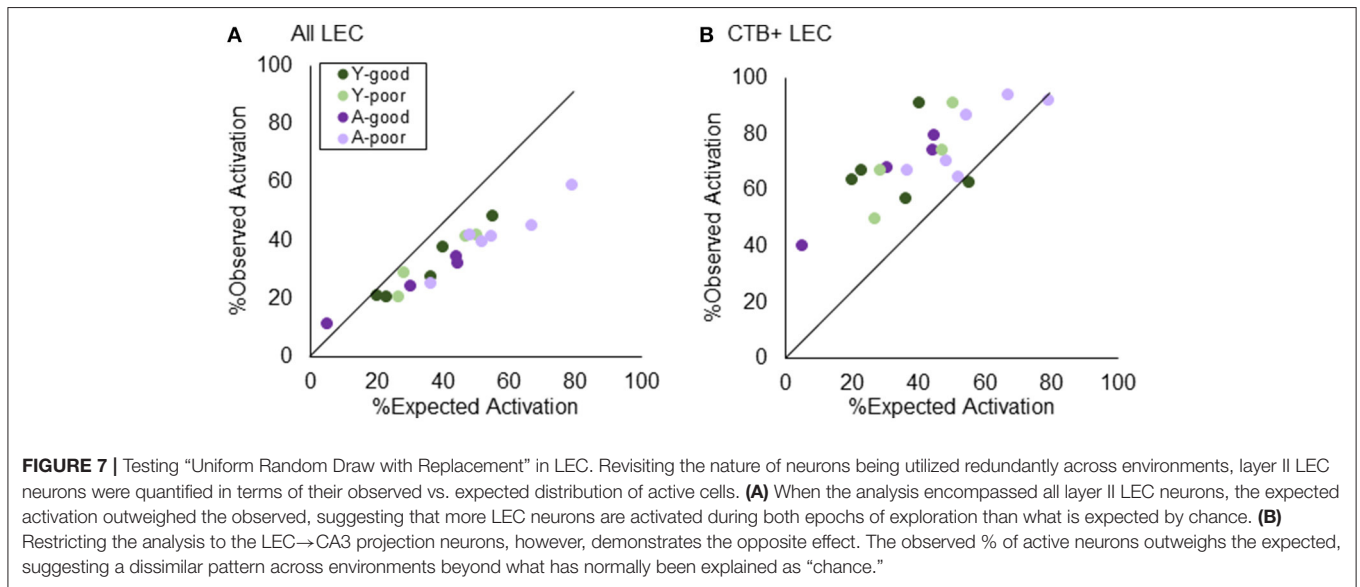 A All LEC
100
80
60
40
20
0
%Observed Activation
Y-good
Y-poor
A-good
A-poor
0 20 40 60 80 100
%Expected Activation
B CTB+ LEC
100
80
60
40
20
0
%Observed Activation
0 20 40 60 80 100
%Expected Activation
FIGURE 7 | Testing “Uniform Random Draw with Replacement” in LEC. Revisiting the nature of neurons being utilized redundantly across environments, layer II LEC
neurons were quantified in terms of their observed vs. expected distribution of active cells. (A) When the analysis encompassed all layer II LEC neurons, the expected
activation outweighed the observed, suggesting that more LEC neurons are activated during both epochs of exploration than what is expected by chance. (B)
Restricting the analysis to the LEC→CA3 projection neurons, however, demonstrates the opposite effect. The observed % of active neurons outweighs the expected,
suggesting a dissimilar pattern across environments beyond what has normally been explained as “chance.”